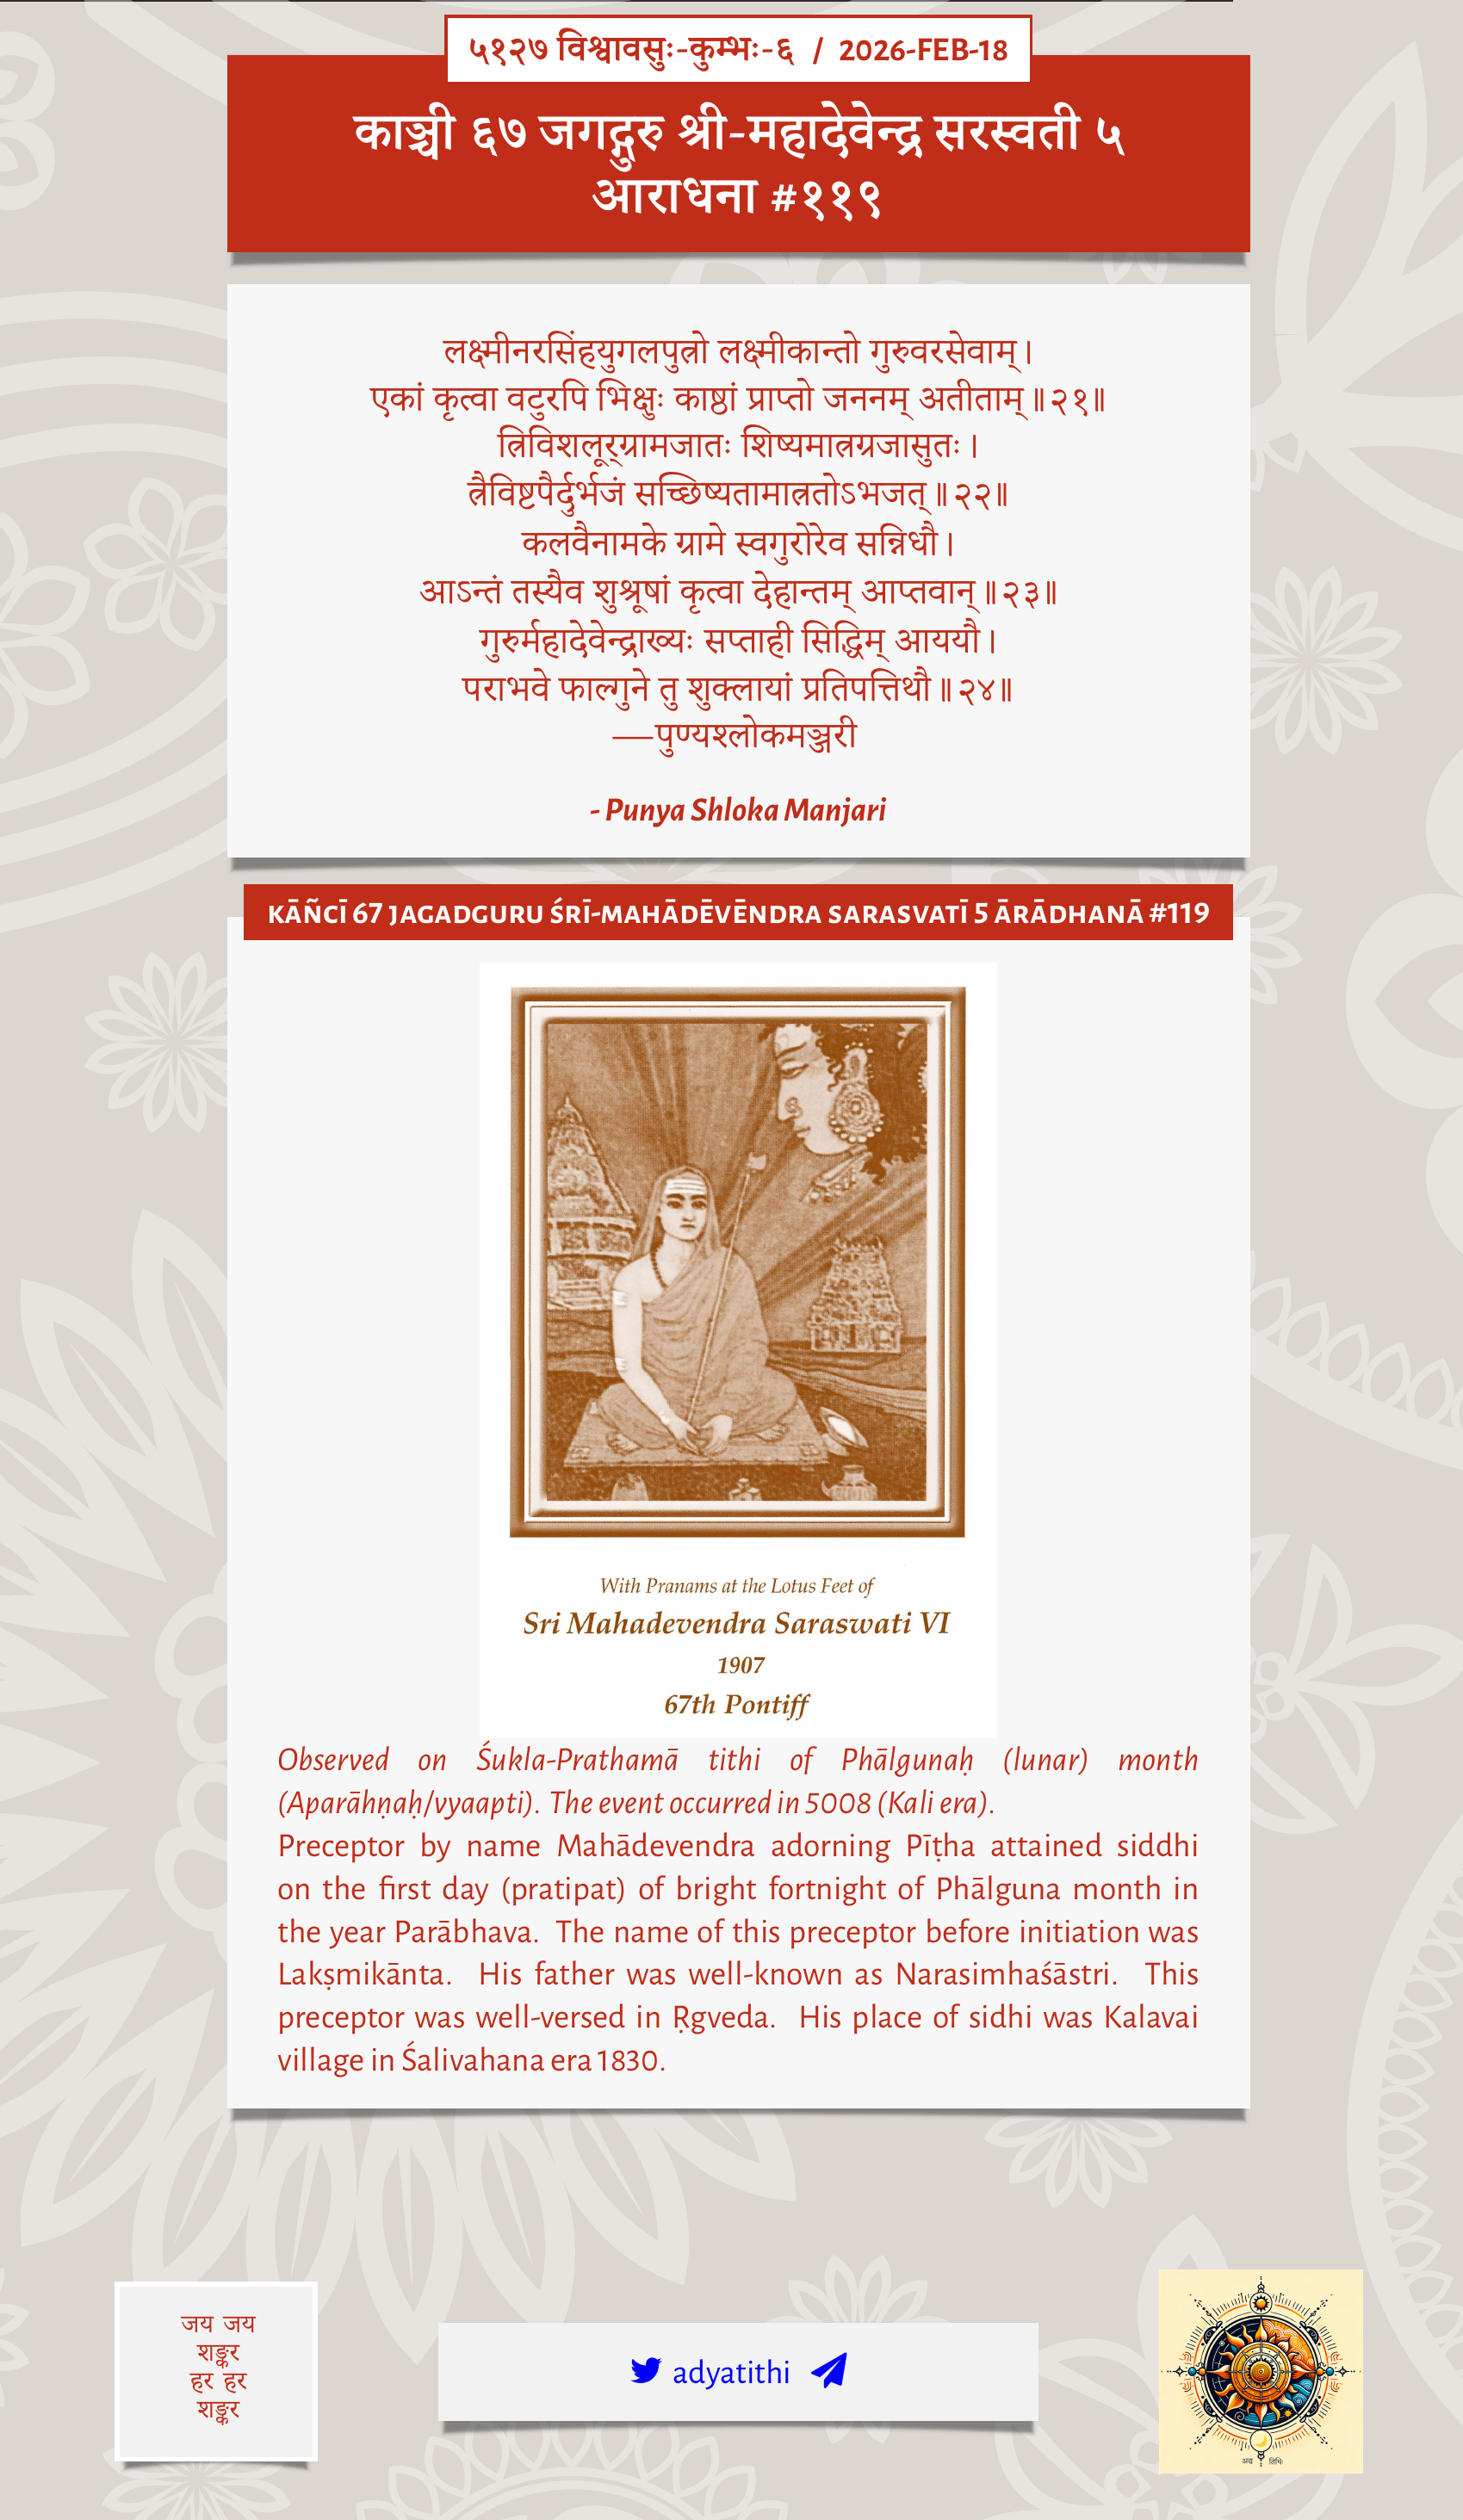 ५१२७ विश्वावसुः-कुम्भः-६ / 2026-FEB-18
काञ्ची ६७ जगद्गुरु श्री-महादेवेन्द्र सरस्वती ५
आराधना #११९
लक्ष्मीनरसिंहयुगलपुत्रो लक्ष्मीकान्तो गुरुवरसेवाम्।
एकां कृत्वा वटुरपि भिक्षुः काष्ठां प्राप्तो जननम् अतीताम्॥२१॥
त्रिविशलूर्‌ग्रामजातः शिष्यमात्रग्रजासुतः।
त्रैविष्टपैर्दुर्भजं सच्छिष्यतामात्रतोऽभजत्॥२२॥
कलवैनामके ग्रामे स्वगुरोरेव सन्निधौ।
आऽन्तं तस्यैव शुश्रूषां कृत्वा देहान्तम् आप्तवान्॥२३॥
गुरुर्महादेवेन्द्राख्यः सप्ताही सिद्धिम् आययौ।
पराभवे फाल्गुने तु शुक्लायां प्रतिपत्तिथौ॥२४॥
—पुण्यश्लोकमञ्जरी
- Punya Shloka Manjari
KĀÑCĪ 67 JAGADGURU ŚRĪ-MAHĀDĒVĒNDRA SARASVATĪ 5 ĀRĀDHANĀ #119
With Pranams at the Lotus Feet of
Sri Mahadevendra Saraswati VI
1907
67th Pontiff
Observed on Śukla-Prathamā tithi of Phālgunaḥ (lunar) month
(Aparāhṇaḥ/vyaapti). The event occurred in 5008 (Kali era).
Preceptor by name Mahādevendra adorning Pīṭha attained siddhi
on the first day (pratipat) of bright fortnight of Phālguna month in
the year Parābhava. The name of this preceptor before initiation was
Lakṣmikānta. His father was well-known as Narasimhaśāstri. This
preceptor was well-versed in Ṛgveda. His place of sidhi was Kalavai
village in Śalivahana era 1830.
जय जय
शङ्कर
हर हर
शङ्कर
adyatithi
अद्य तिथिः